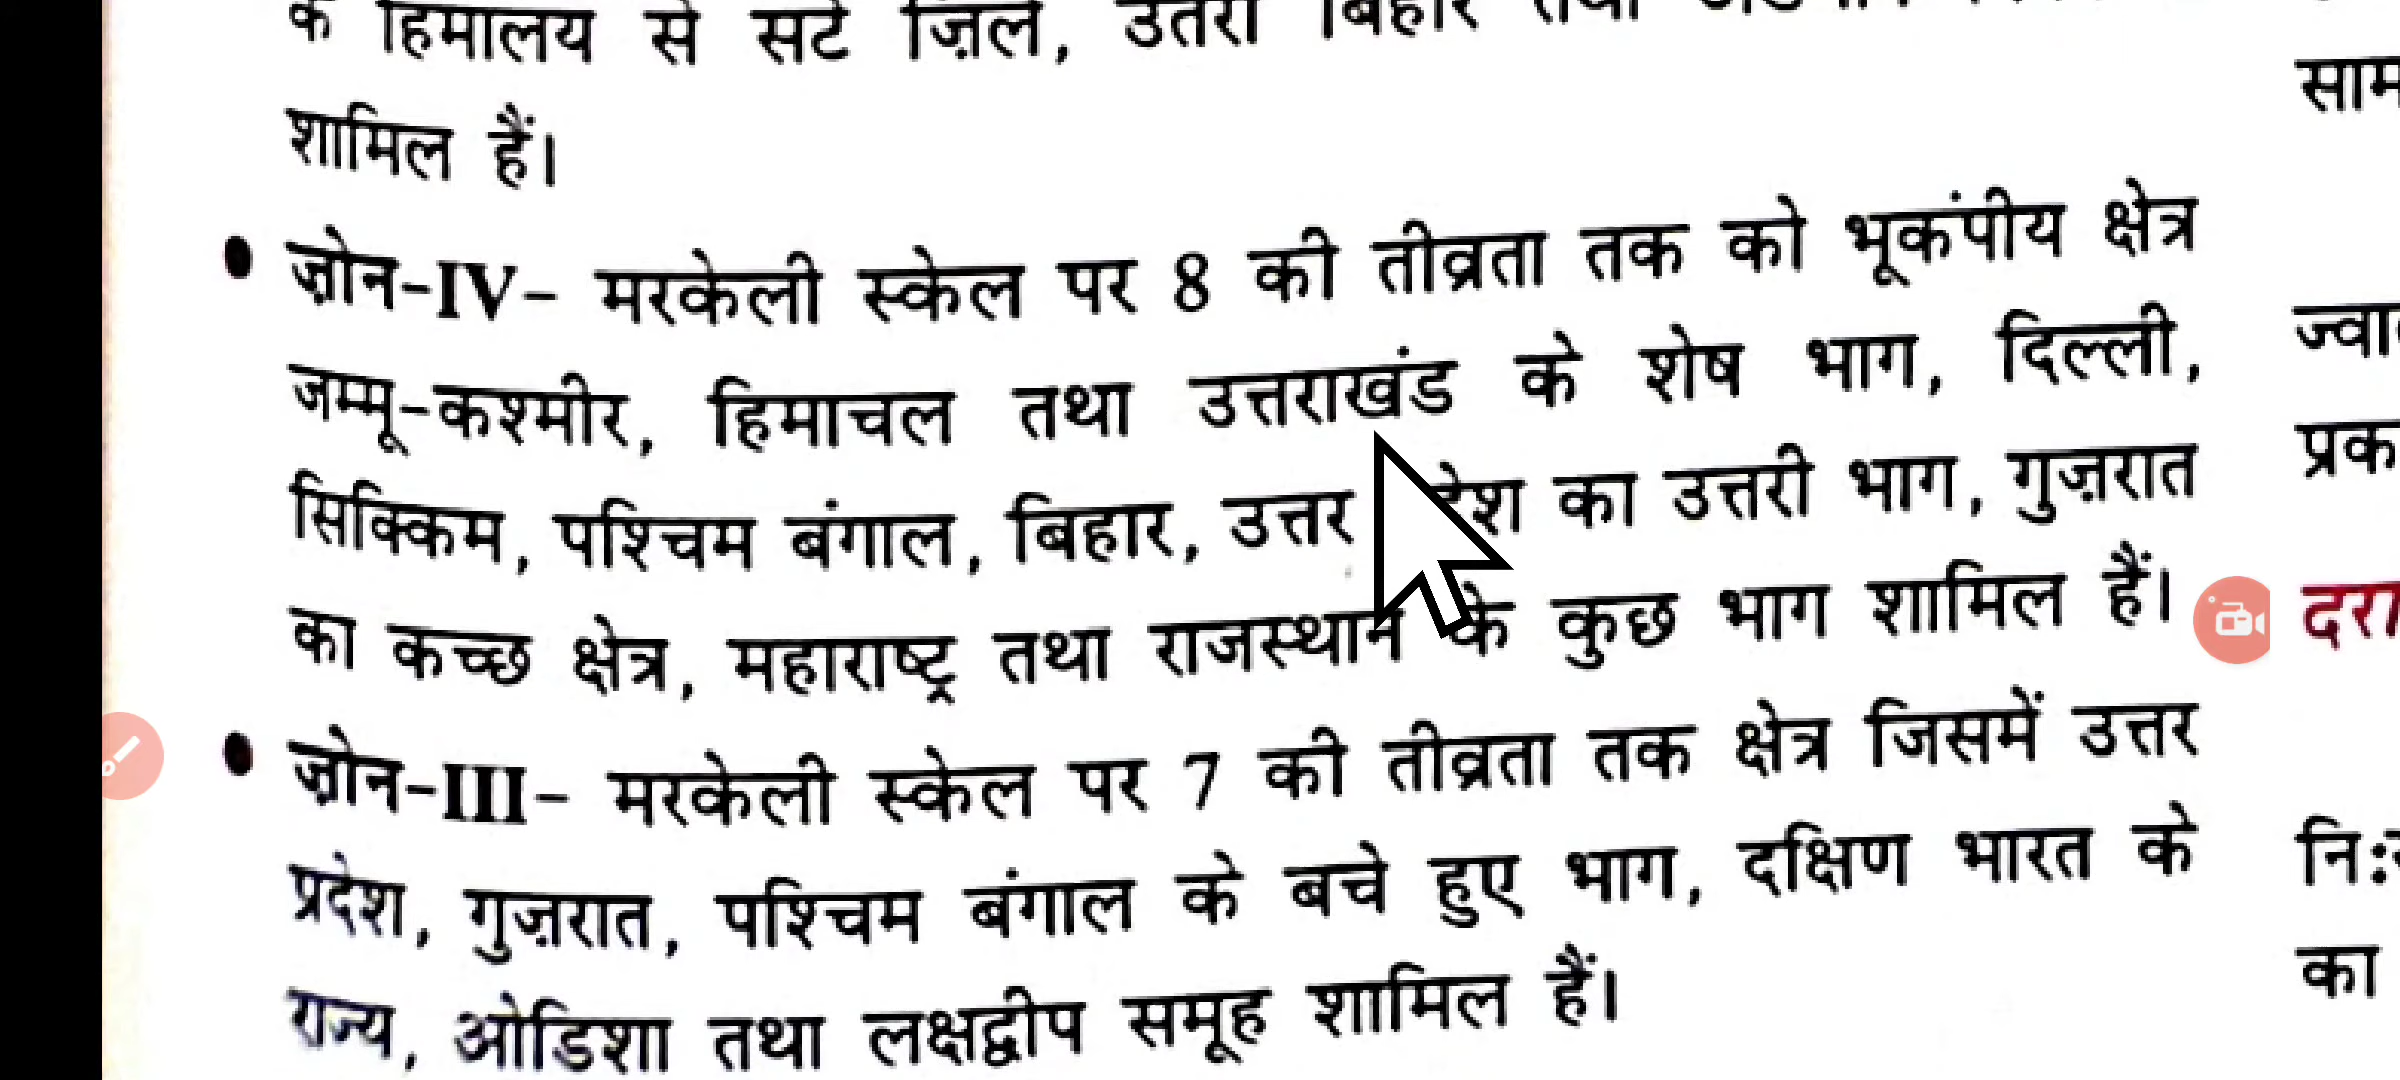 के हिमालय से सटे ज़िले, उतरी बिहार तथा
शामिल हैं।
• ज़ोन-IV- मरकेली स्केल पर 8 की तीव्रता तक को भूकंपीय क्षेत्र
जम्मू-कश्मीर, हिमाचल तथा उत्तराखंड के शेष भाग, दिल्ली,
सिक्किम, पश्चिम बंगाल, बिहार, उत्तर का उत्तरी भाग, गुज़रात
का कच्छ क्षेत्र, महाराष्ट्र तथा राजस्थान के कुछ भाग शामिल हैं।
• ज़ोन-III- मरकेली स्केल पर 7 की तीव्रता तक क्षेत्र जिसमें उत्तर
प्रदेश, गुज़रात, पश्चिम बंगाल के बचे हुए भाग, दक्षिण भारत के
राज्य, ओडिशा तथा लक्षद्वीप समूह शामिल हैं।
साम
प्रक
दरा
का